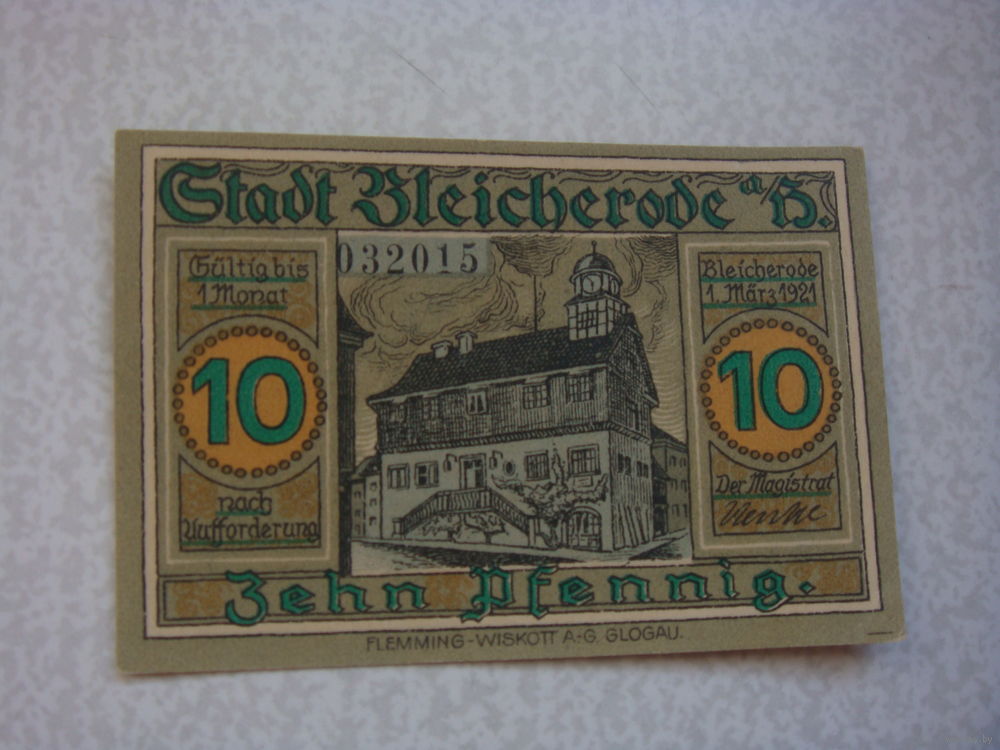 Stadt Bleicherode a/H.
032015
Gültig bis
1 Monat
10
nach
Aufforderung
Bleicherode
1. März 1921
10
Der Magistrat
Zehn Pfennig.
FLEMMING-WISKOTT A.-G. GLOGAU.